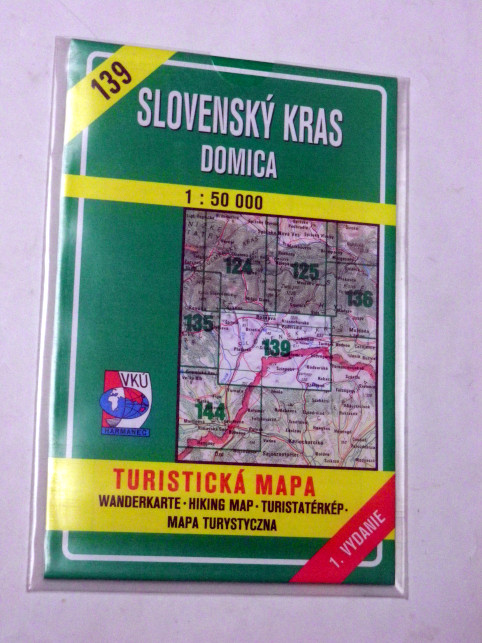 139
SLOVENSKÝ KRAS
DOMICA
1 : 50 000
124
125
136
135
139
144
VKÚ
HARMANEC
TURISTICKÁ MAPA
WANDERKARTE · HIKING MAP · TURISTATÉRKÉP ·
MAPA TURYSTYCZNA
1. VYDANIE